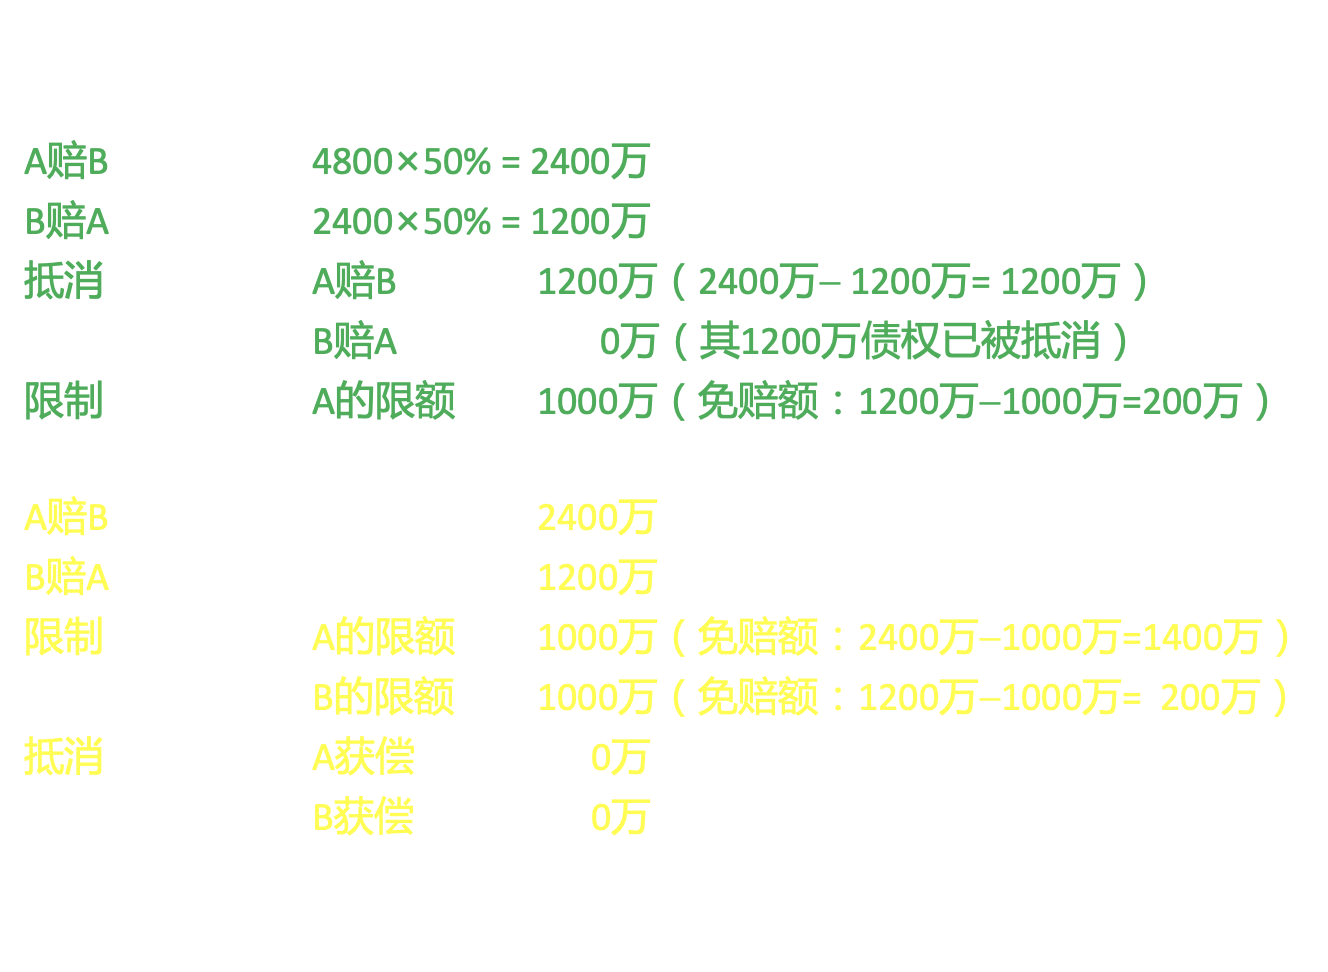 A赔B 4800×50% = 2400万
B赔A 2400×50% = 1200万
抵消 A赔B 1200万（2400万– 1200万= 1200万）
B赔A 0万（其1200万债权已被抵消）
限制 A的限额 1000万（免赔额：1200万–1000万=200万）
A赔B 2400万
B赔A 1200万
限制 A的限额 1000万（免赔额：2400万–1000万=1400万）
B的限额 1000万（免赔额：1200万–1000万= 200万）
抵消 A获偿 0万
B获偿 0万